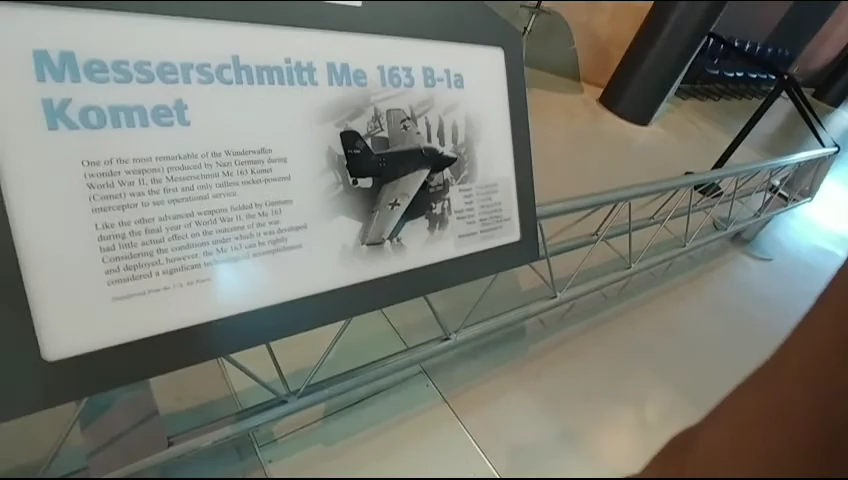 Messerschmitt Me 163 B-1a
Komet
One of the most remarkable of the Wunderwaffen
(wonder weapons) produced by Nazi Germany during
World War II, the Messerschmitt Me 163 Komet
(Comet) was the first and only tailless rocket-powered
interceptor to see operational service.
Like the other advanced weapons fielded by Germany
during the final year of World War II, the Me 163
had little actual effect on the outcome of the war.
Considering the conditions under which it was developed
and deployed, however, the Me 163 can be rightly
considered a significant technological accomplishment.
from the U.S. Air